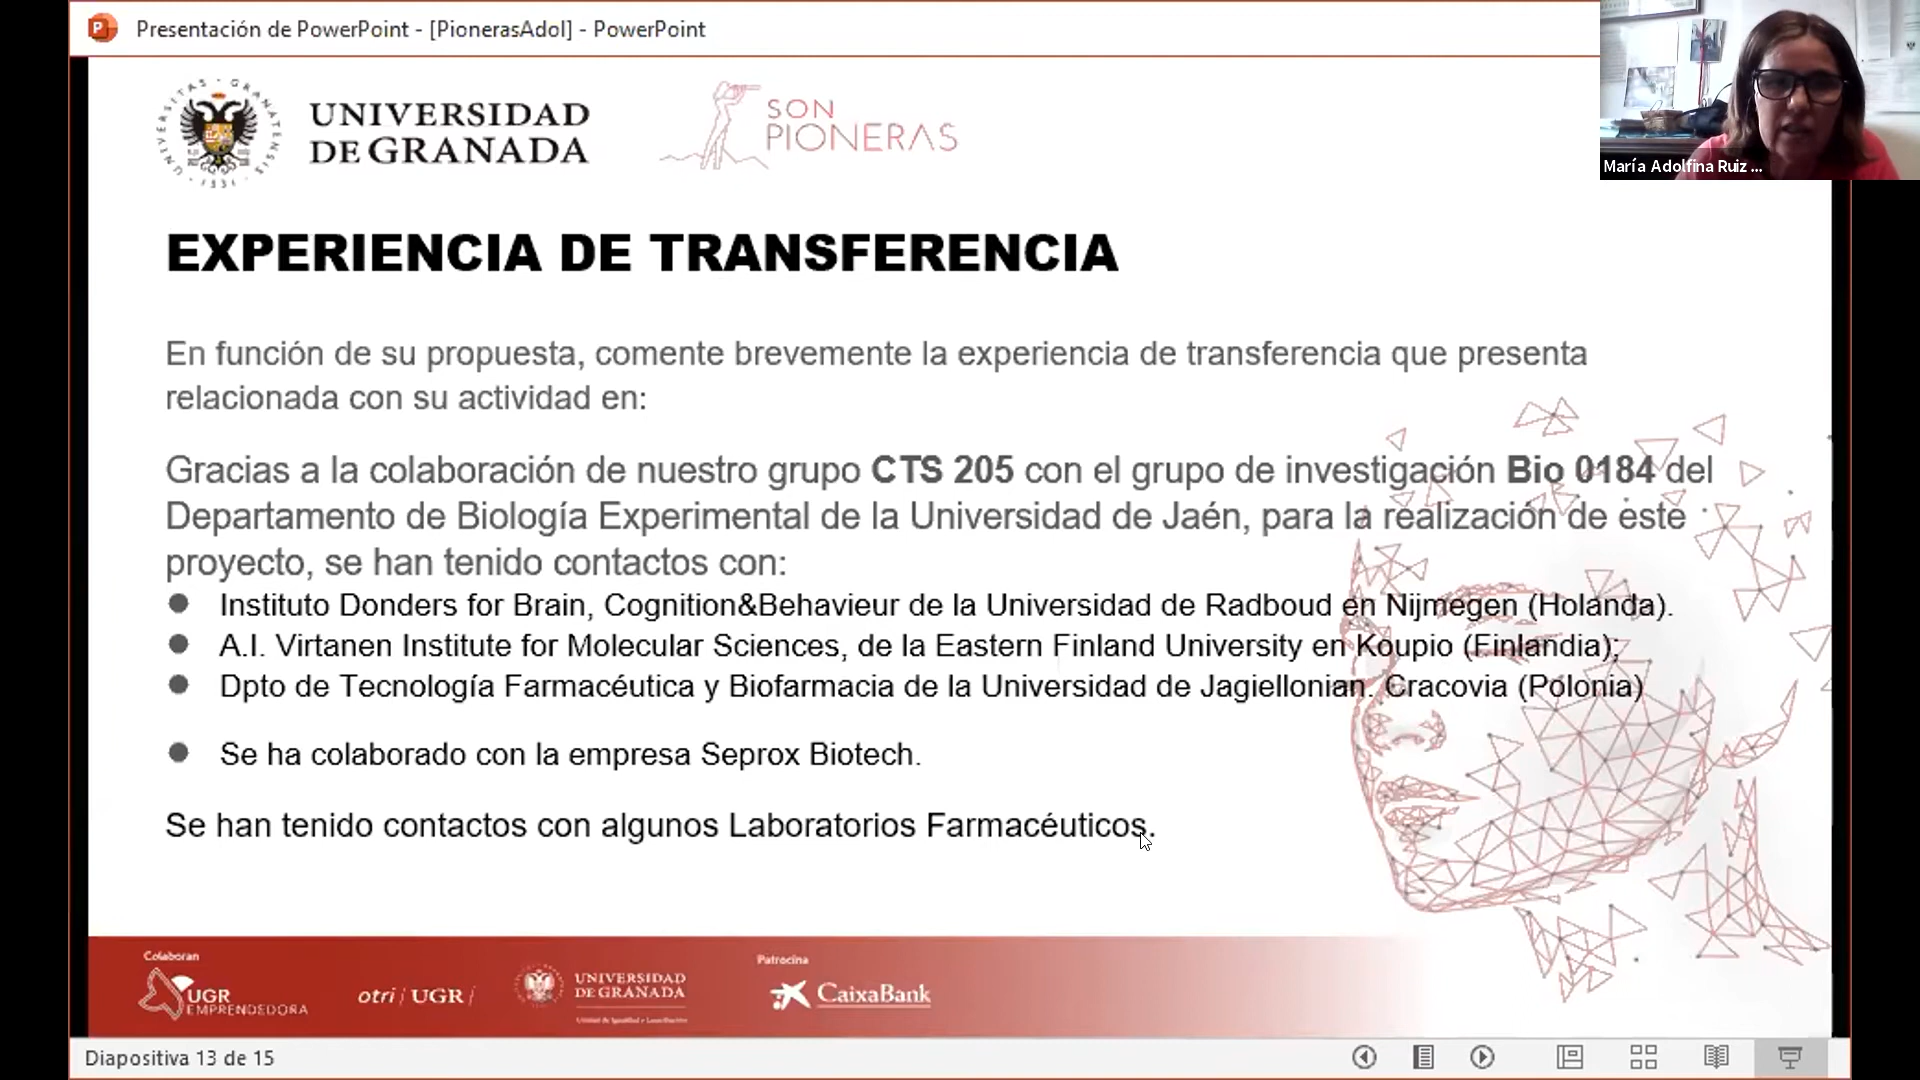 Presentación de PowerPoint - [PionerasAdol] - PowerPoint
María Adolfina Ruiz ...
UNIVERSITAS GRANATENSIS 1531
UNIVERSIDAD
DE GRANADA
SON
PIONERAS
EXPERIENCIA DE TRANSFERENCIA
En función de su propuesta, comente brevemente la experiencia de transferencia que presenta
relacionada con su actividad en:
Gracias a la colaboración de nuestro grupo CTS 205 con el grupo de investigación Bio 0184 del
Departamento de Biología Experimental de la Universidad de Jaén, para la realización de este
proyecto, se han tenido contactos con:
Instituto Donders for Brain, Cognition&Behavieur de la Universidad de Radboud en Nijmegen (Holanda).
A.I. Virtanen Institute for Molecular Sciences, de la Eastern Finland University en Koupio (Finlandia);
Dpto de Tecnología Farmacéutica y Biofarmacia de la Universidad de Jagiellonian. Cracovia (Polonia)
Se ha colaborado con la empresa Seprox Biotech.
Se han tenido contactos con algunos Laboratorios Farmacéuticos.
Colaboran
UGR
EMPRENDEDORA
otri/ UGR/
UNIVERSIDAD
DE GRANADA
Unidad de Igualdad y Conciliación
Patrocina
CaixaBank
Diapositiva 13 de 15